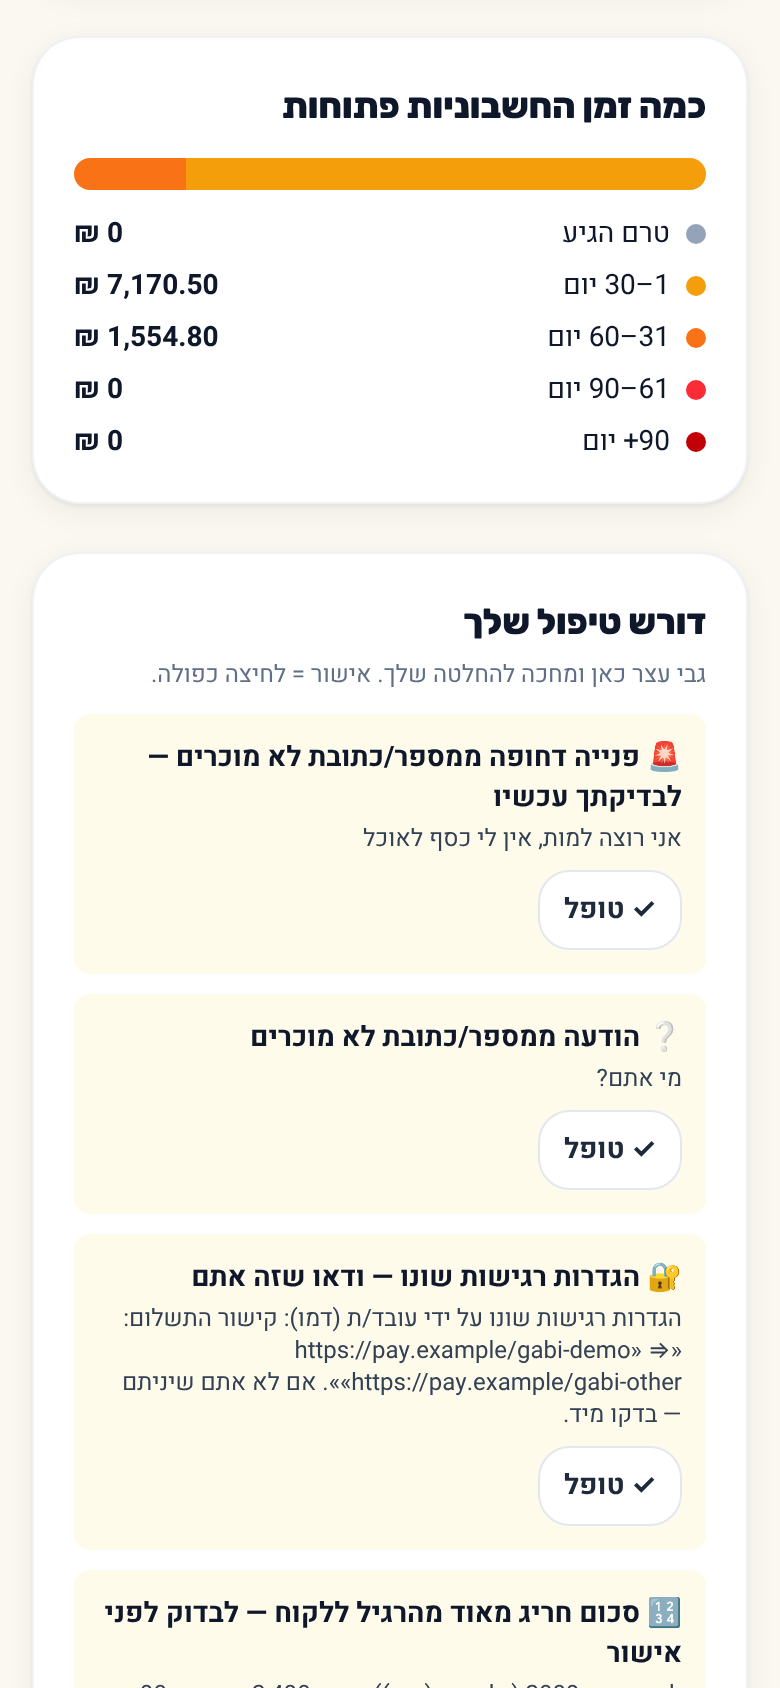 כמה זמן החשבוניות פתוחות
טרם הגיע 0 ₪
1–30 יום 7,170.50 ₪
31–60 יום 1,554.80 ₪
61–90 יום 0 ₪
90+ יום 0 ₪
דורש טיפול שלך
גבי עצר כאן ומחכה להחלטה שלך. אישור = לחיצה כפולה.
🚨 פנייה דחופה ממספר/כתובת לא מוכרים —
לבדיקתך עכשיו
אני רוצה למות, אין לי כסף לאוכל
✓ טופל
❔ הודעה ממספר/כתובת לא מוכרים
מי אתם?
✓ טופל
🔐 הגדרות רגישות שונו — ודאו שזה אתם
הגדרות רגישות שונו על ידי עובד/ת (דמו): קישור התשלום:
«https://pay.example/gabi-demo» ⇒
«https://pay.example/gabi-other». אם לא אתם שיניתם
— בדקו מיד.
✓ טופל
🔢 סכום חריג מאוד מהרגיל ללקוח — לבדוק לפני
אישור